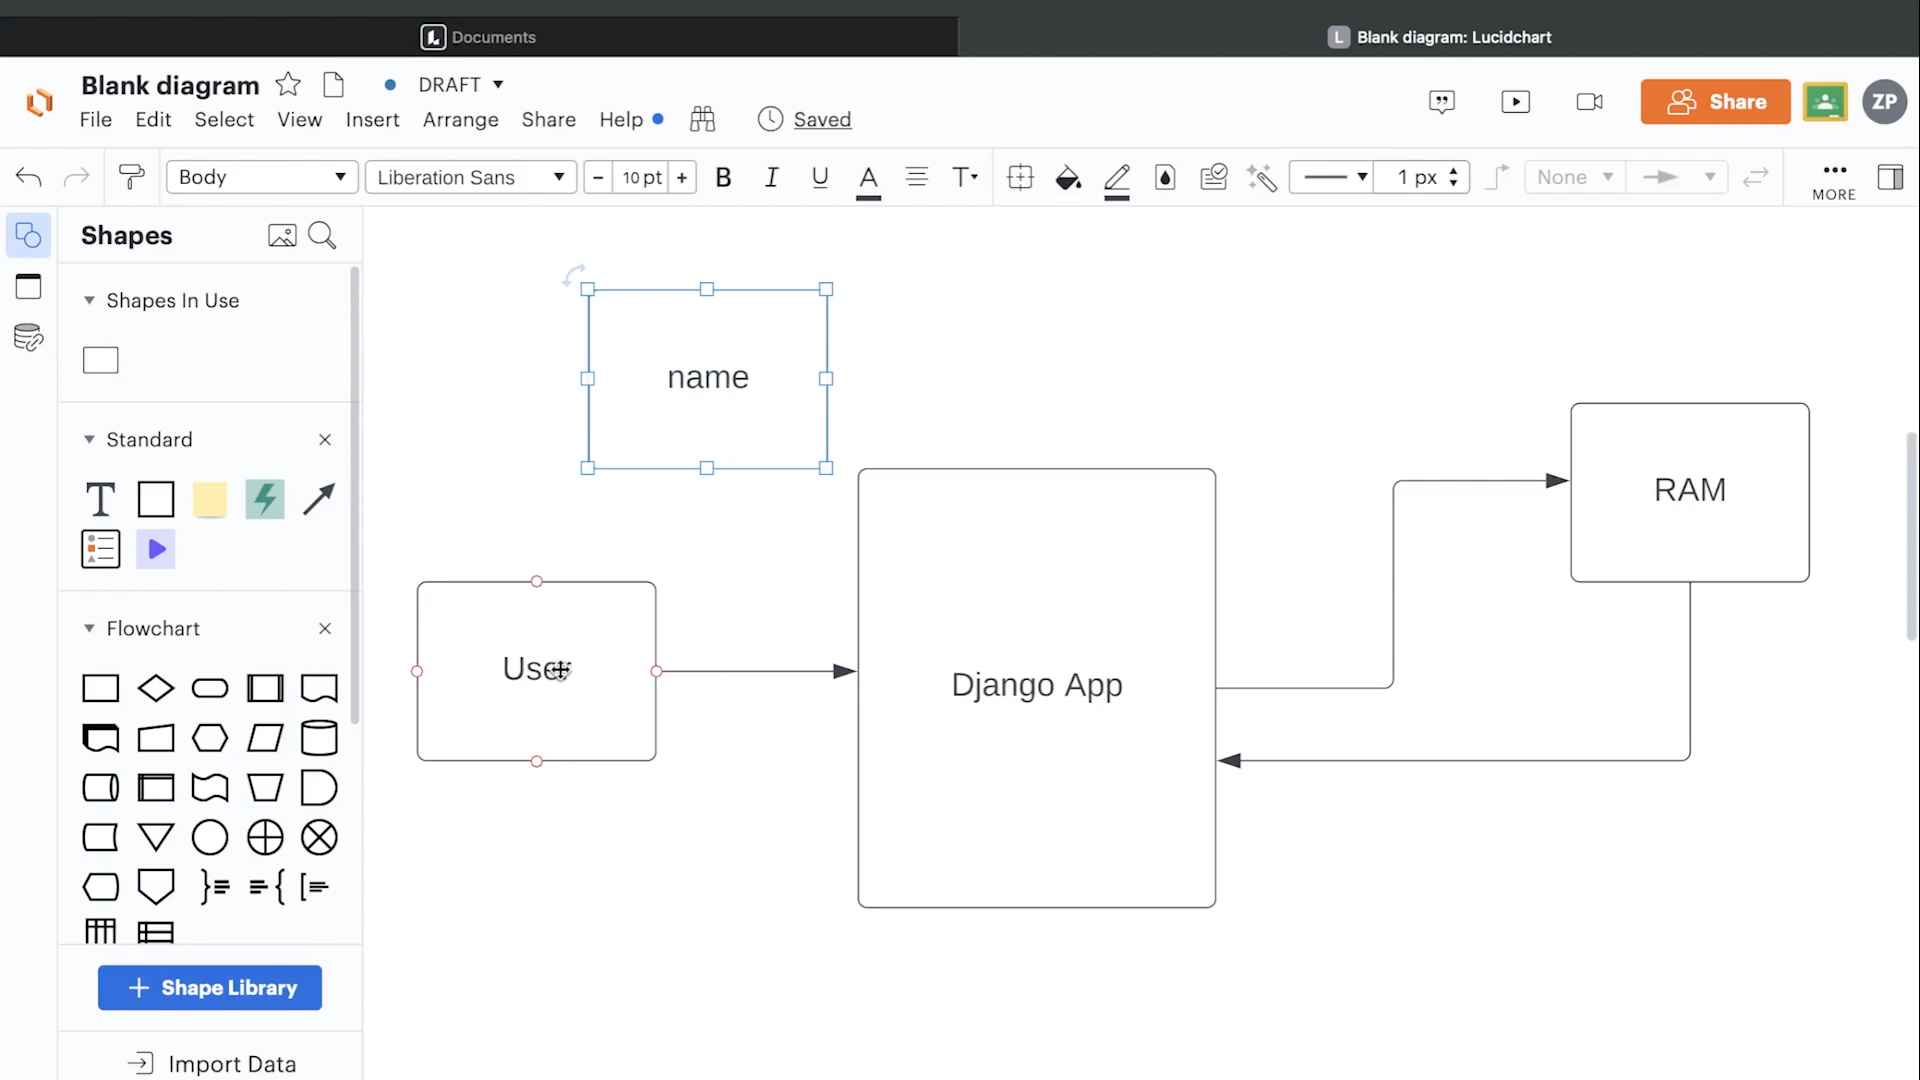 Documents
L Blank diagram: Lucidchart
Blank diagram
DRAFT
File Edit Select View Insert Arrange Share Help
Saved
Share
ZP
Body
Liberation Sans
- 10 pt +
B I U A T
1 px
None
MORE
Shapes
Shapes In Use
Standard
T
Flowchart
+ Shape Library
Import Data
name
User
Django App
RAM